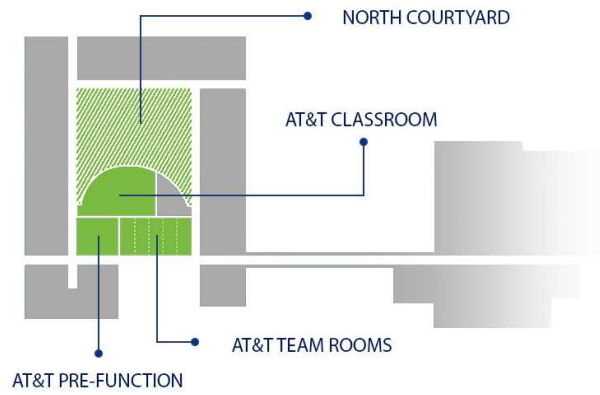 NORTH COURTYARD
AT&T CLASSROOM
AT&T TEAM ROOMS
AT&T PRE-FUNCTION